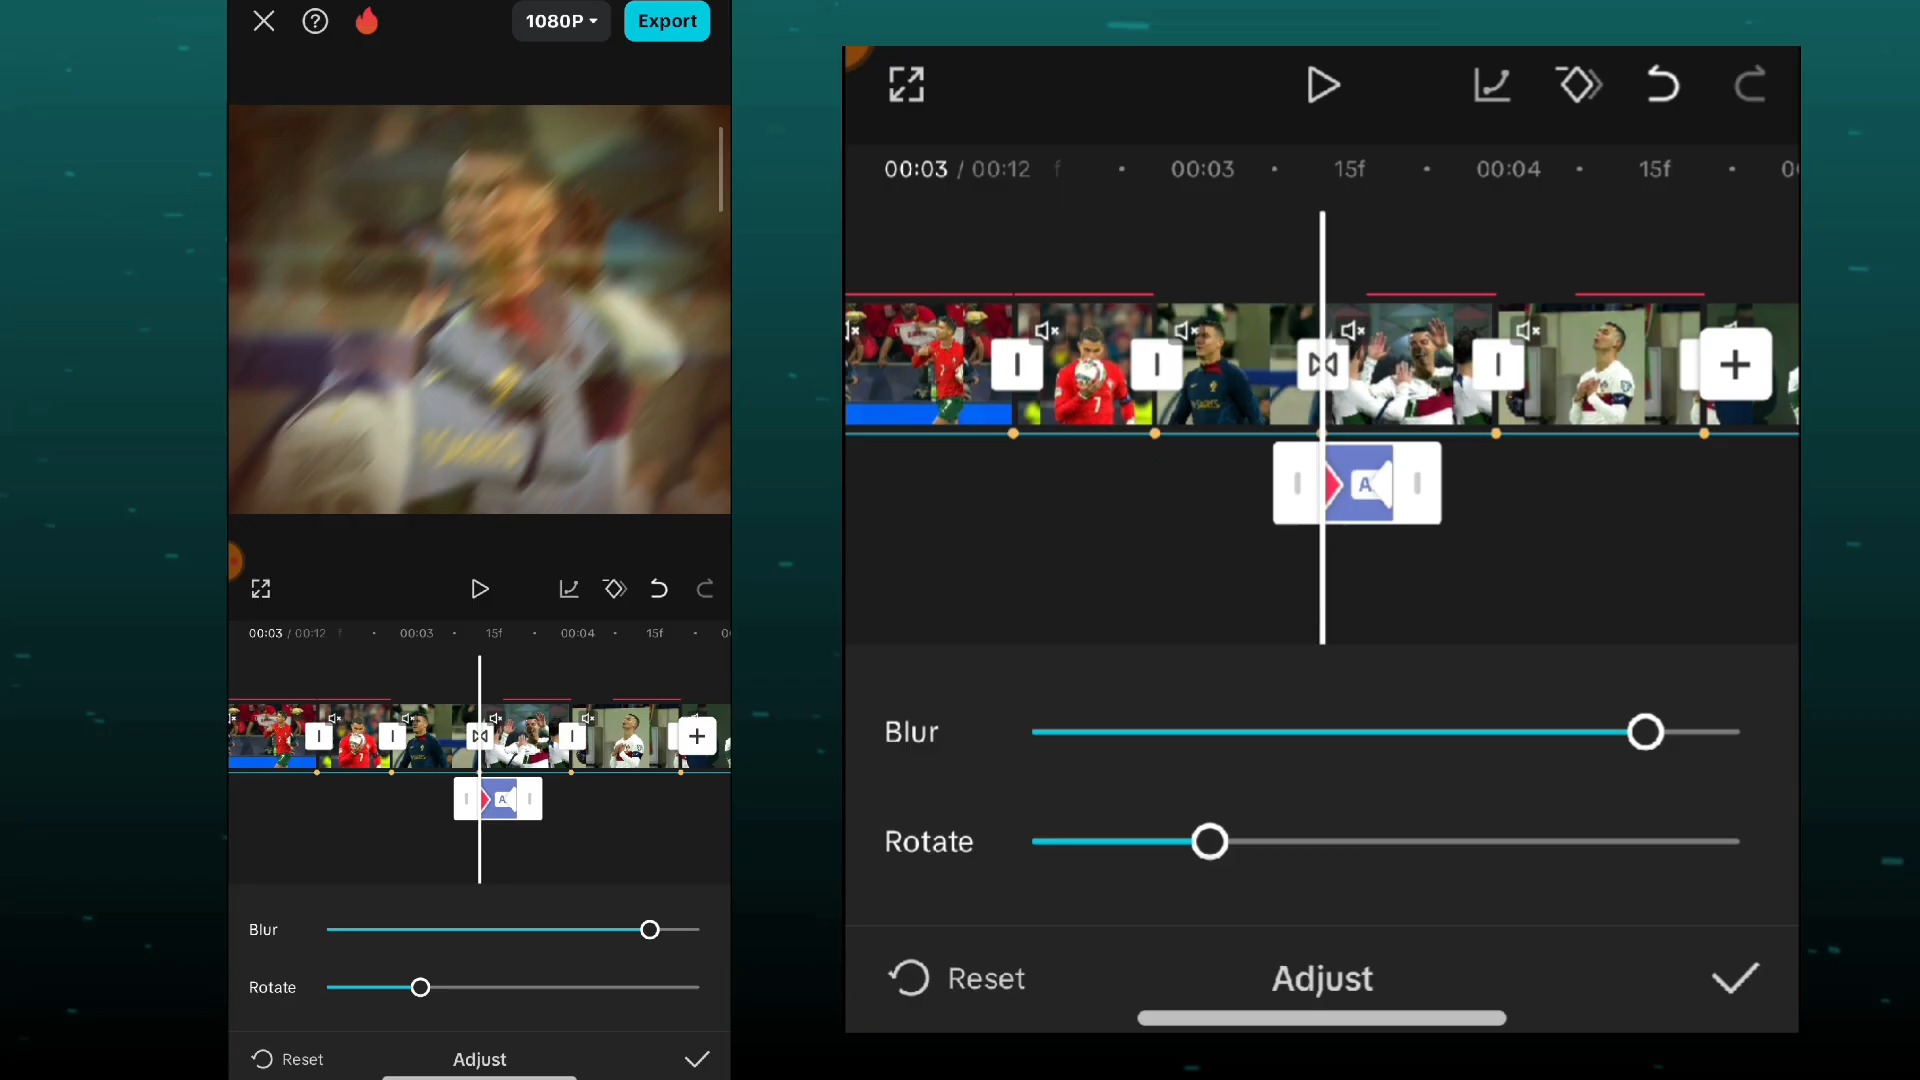 1080P
Export
00:03 / 00:12 f 00:03 15f 00:04 15f
Blur
Rotate
Reset Adjust
00:03 / 00:12 f 00:03 15f 00:04 15f
7
A
Blur
Rotate
Reset Adjust